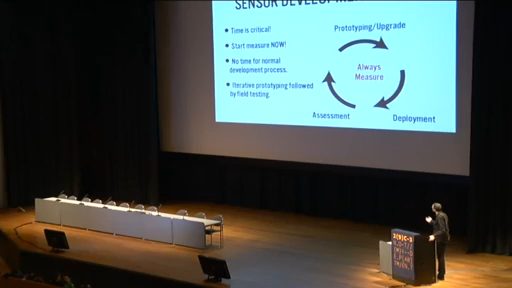 SENSOR DEVELOPME
• Time is critical!
• Start measure NOW!
• No time for normal
development process.
• Iterative prototyping followed
by field testing.
Prototyping/Upgrade
Always
Measure
Assessment
Deployment